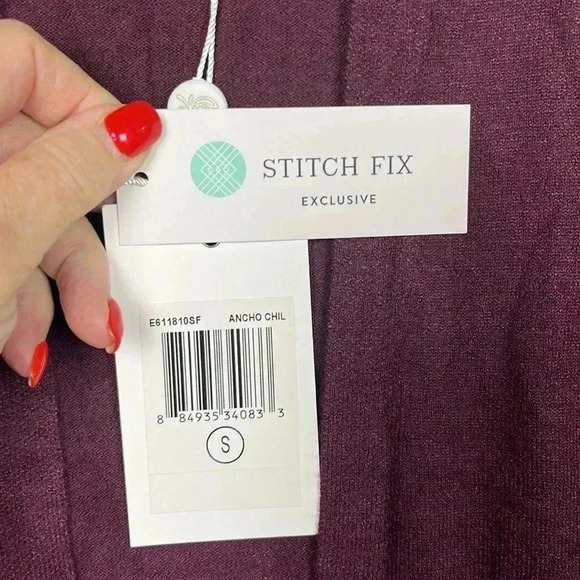 STITCH FIX
EXCLUSIVE
E611810SF ANCHO CHIL
8 84935 34083 3
S